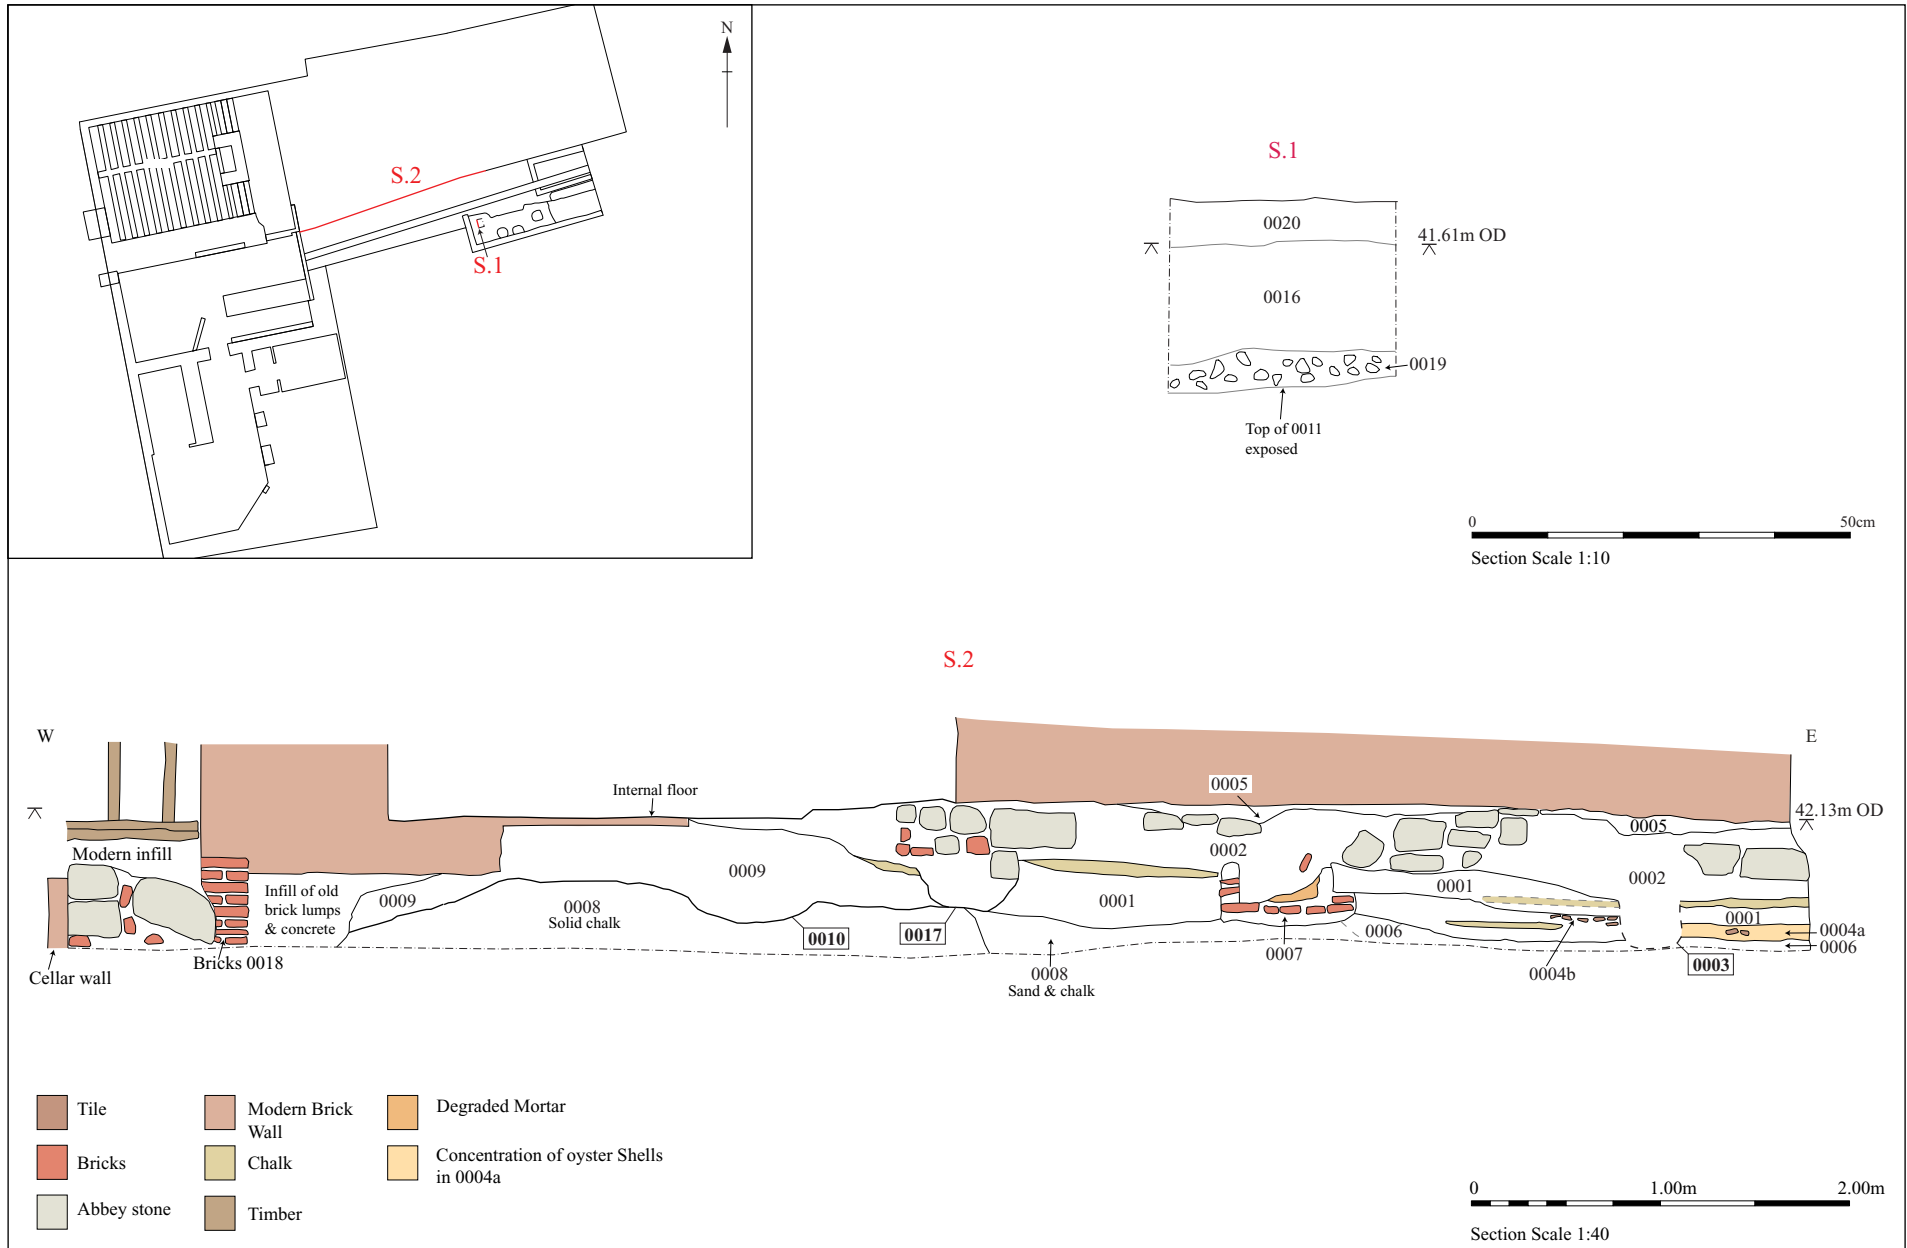 N
S.2
S.1
S.1
0020
41.61m OD
0016
0019
Top of 0011
exposed
0 50cm
Section Scale 1:10
S.2
W
E
Internal floor
0005
42.13m OD
0005
Modern infill
0002
0009
0001
0002
Infill of old
brick lumps
& concrete
0009
0008
Solid chalk
0001
0001
0010
0017
0006
0004a
0006
Bricks 0018
0007
0003
Cellar wall
0008
Sand & chalk
0004b
Tile
Modern Brick
Wall
Degraded Mortar
Bricks
Chalk
Concentration of oyster Shells
in 0004a
Abbey stone
Timber
0 1.00m 2.00m
Section Scale 1:40